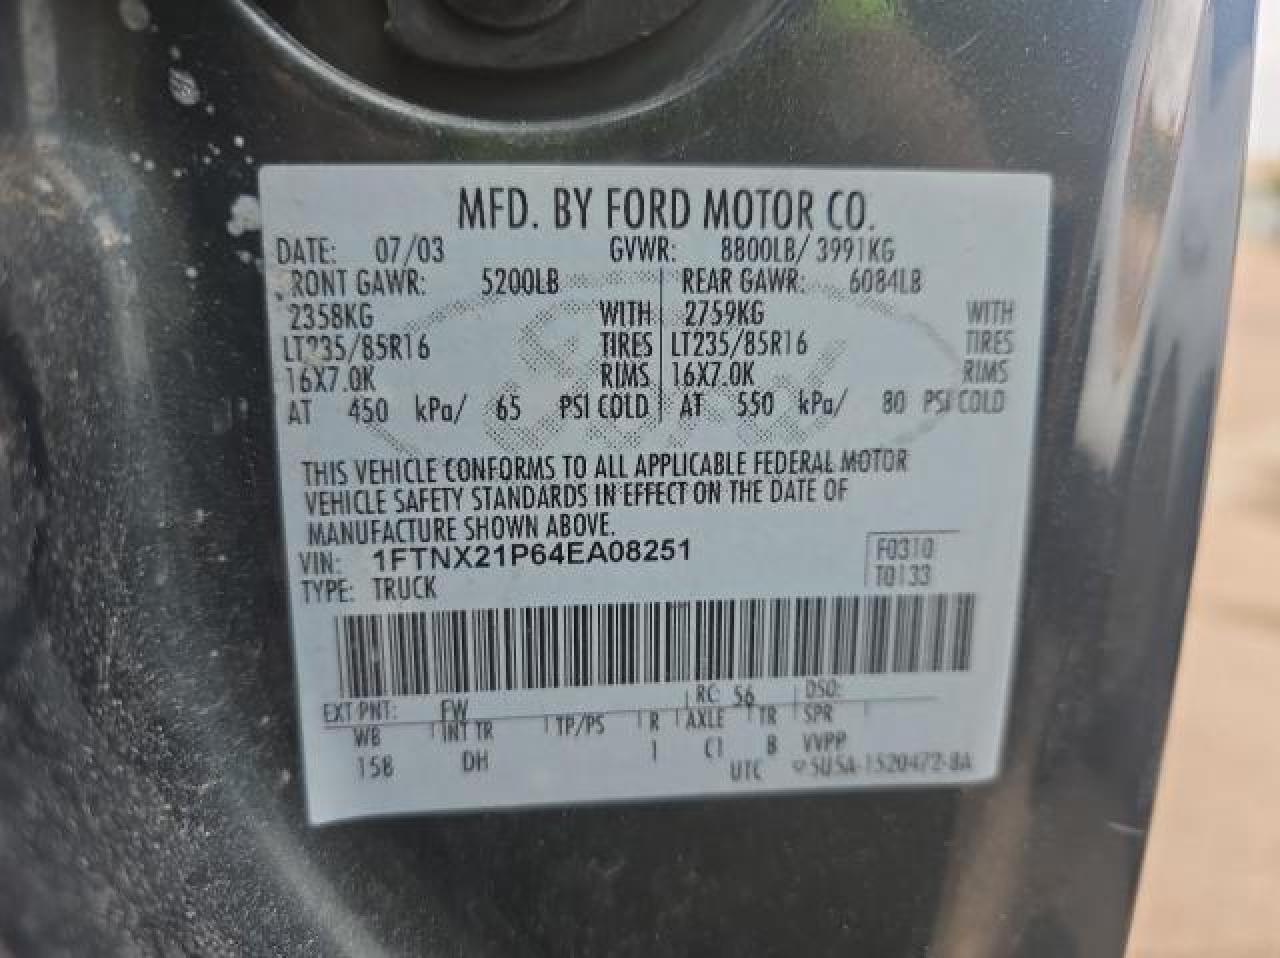 MFD. BY FORD MOTOR CO.
DATE: 07/03 GVWR: 8800LB/ 3991KG
RONT GAWR: 5200LB REAR GAWR: 6084LB
2358KG WITH 2759KG WITH
LT235/85R16 TIRES LT235/85R16 TIRES
16X7.0K RIMS 16X7.0K RIMS
AT 450 kPa/ 65 PSI COLD AT 550 kPa/ 80 PSI COLD
THIS VEHICLE CONFORMS TO ALL APPLICABLE FEDERAL MOTOR
VEHICLE SAFETY STANDARDS IN EFFECT ON THE DATE OF
MANUFACTURE SHOWN ABOVE.
VIN: 1FTNX21P64EA08251 F0310
TYPE: TRUCK T0133
EXT PNT: FW RC: 56 DSO:
WB INT TR TP/PS R AXLE TR SPR
158 DH 1 C1 B VVPP
UTC 5U5A-1520472-BA